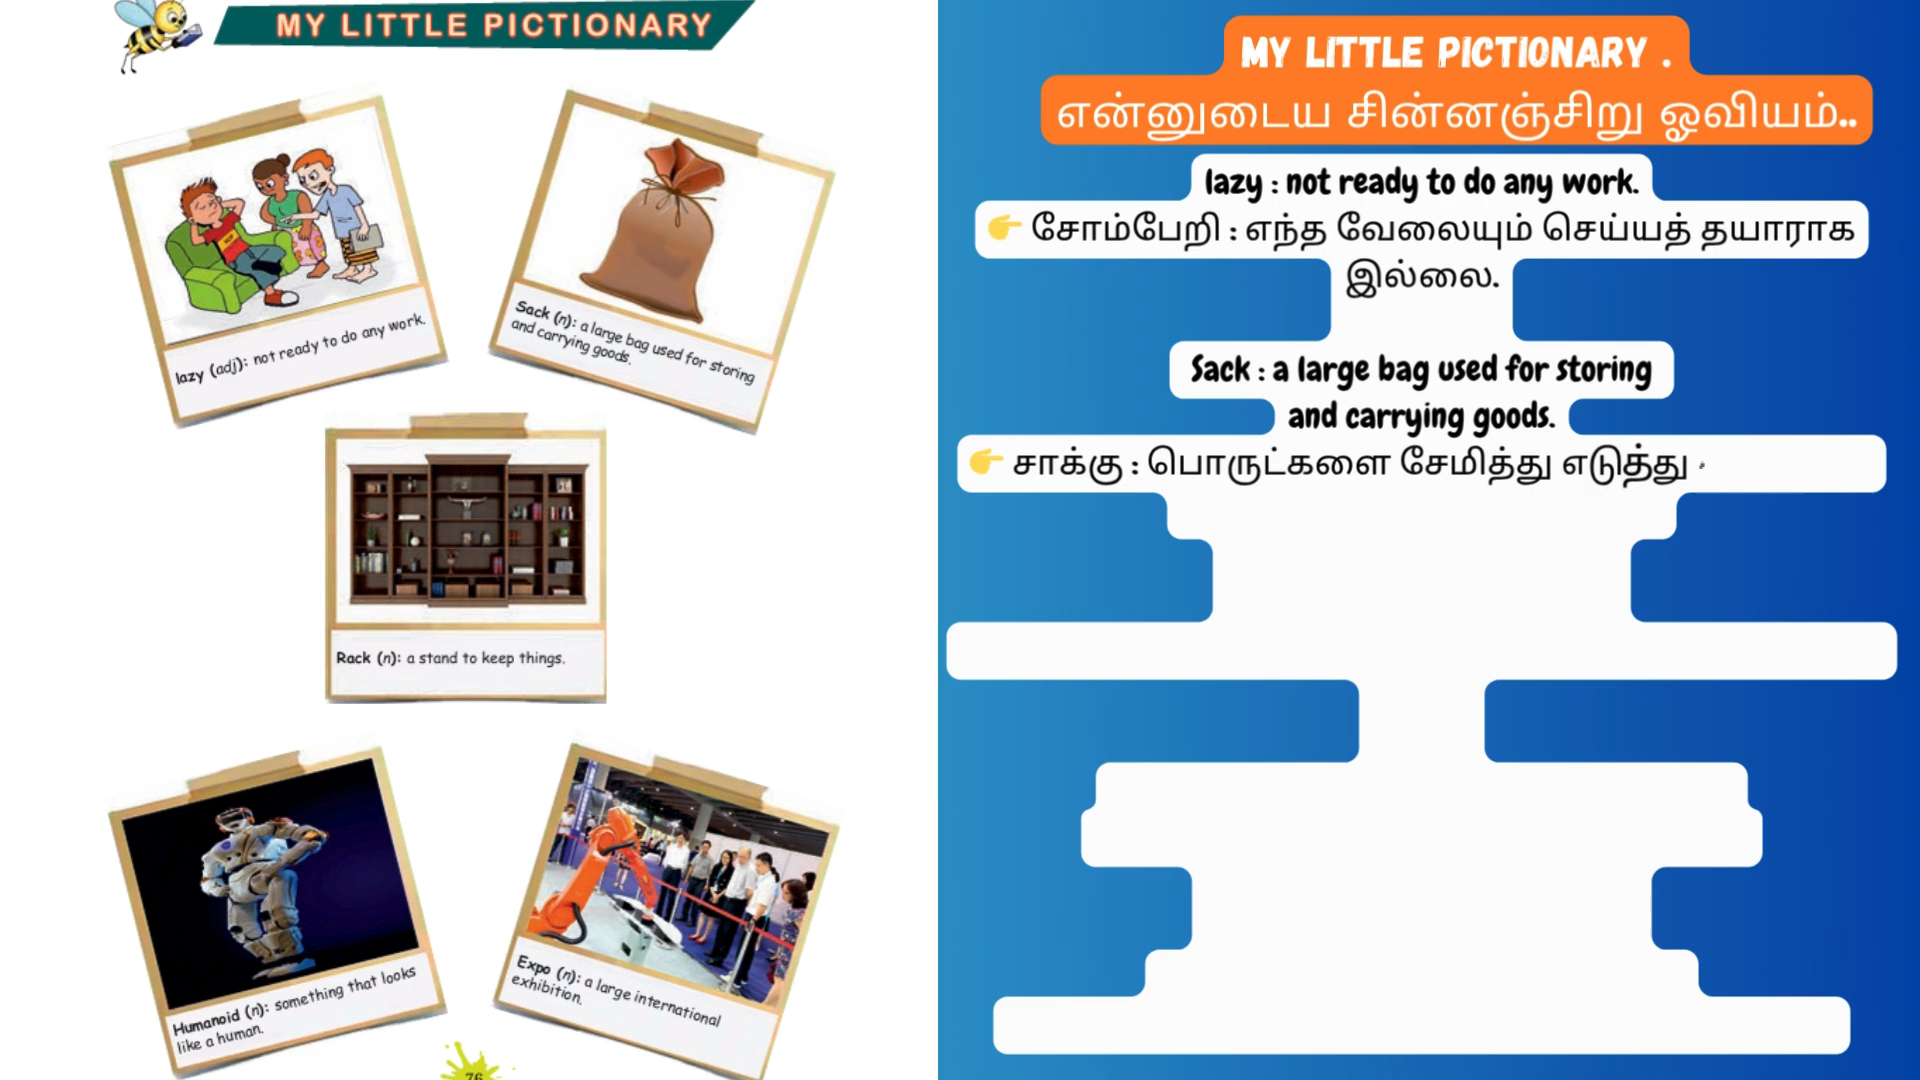 MY LITTLE PICTIONARY
lazy (adj): not ready to do any work.
Sack (n): a large bag used for storing
and carrying goods.
Rack (n): a stand to keep things.
Humanoid (n): something that looks
like a human.
Expo (n): a large international
exhibition.
76
MY LITTLE PICTIONARY .
என்னுடைய சின்னஞ்சிறு ஓவியம்..
lazy : not ready to do any work.
👉 சோம்பேறி : எந்த வேலையும் செய்யத் தயாராக
இல்லை.
Sack : a large bag used for storing
and carrying goods.
👉 சாக்கு : பொருட்களை சேமித்து எடுத்து